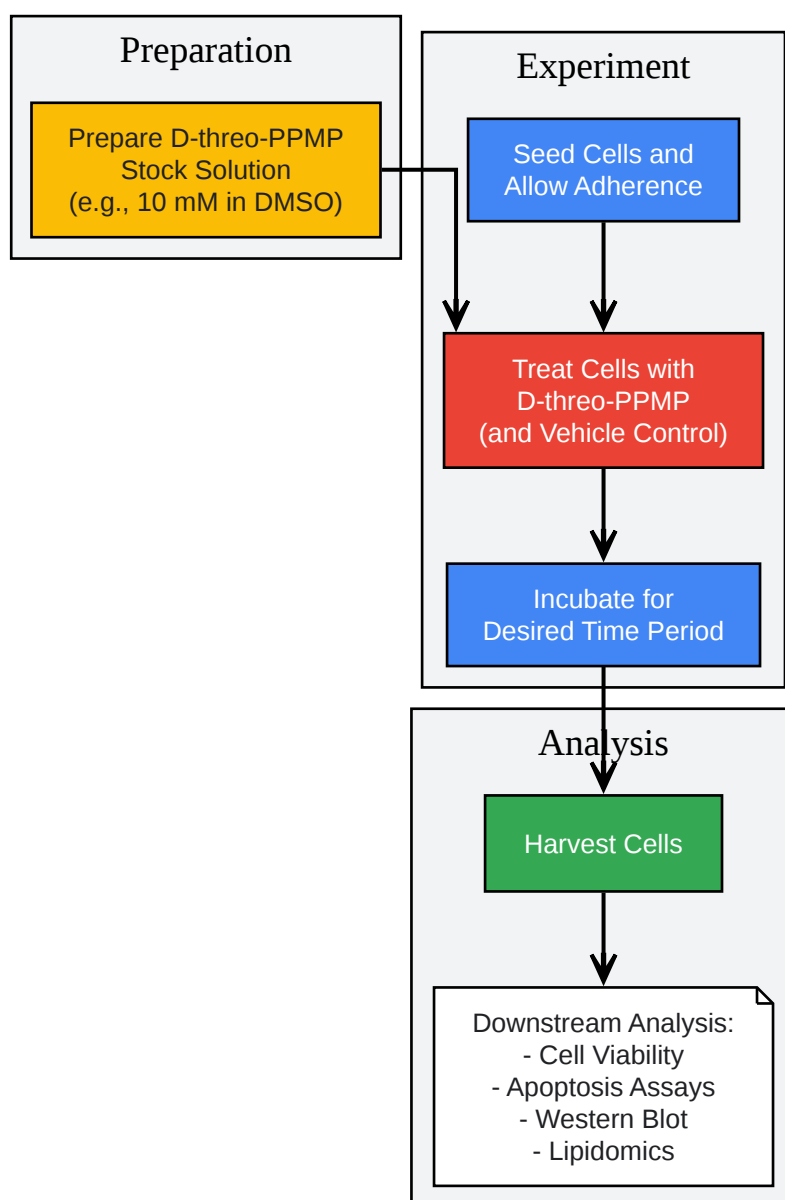 Preparation
Prepare D-threo-PPMP
Stock Solution
(e.g., 10 mM in DMSO)
Experiment
Seed Cells and
Allow Adherence
Treat Cells with
D-threo-PPMP
(and Vehicle Control)
Incubate for
Desired Time Period
Analysis
Harvest Cells
Downstream Analysis:
- Cell Viability
- Apoptosis Assays
- Western Blot
- Lipidomics